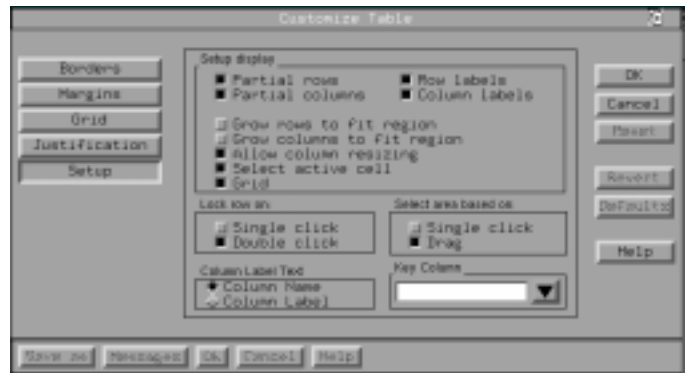 Customize Table
Borders
Margins
Grid
Justification
Setup
Setup display
Partial rows
Row labels
Partial columns
Column labels
Grow rows to fit region
Grow columns to fit region
Allow column resizing
Select active cell
Grid
Lock row on:
Single click
Double click
Select area based on:
Single click
Drag
Column Label Text
Column Name
Column Label
Key Column
OK
Cancel
Reset
Revert
Defaults
Help
Save as
Messages
Ok
Cancel
Help